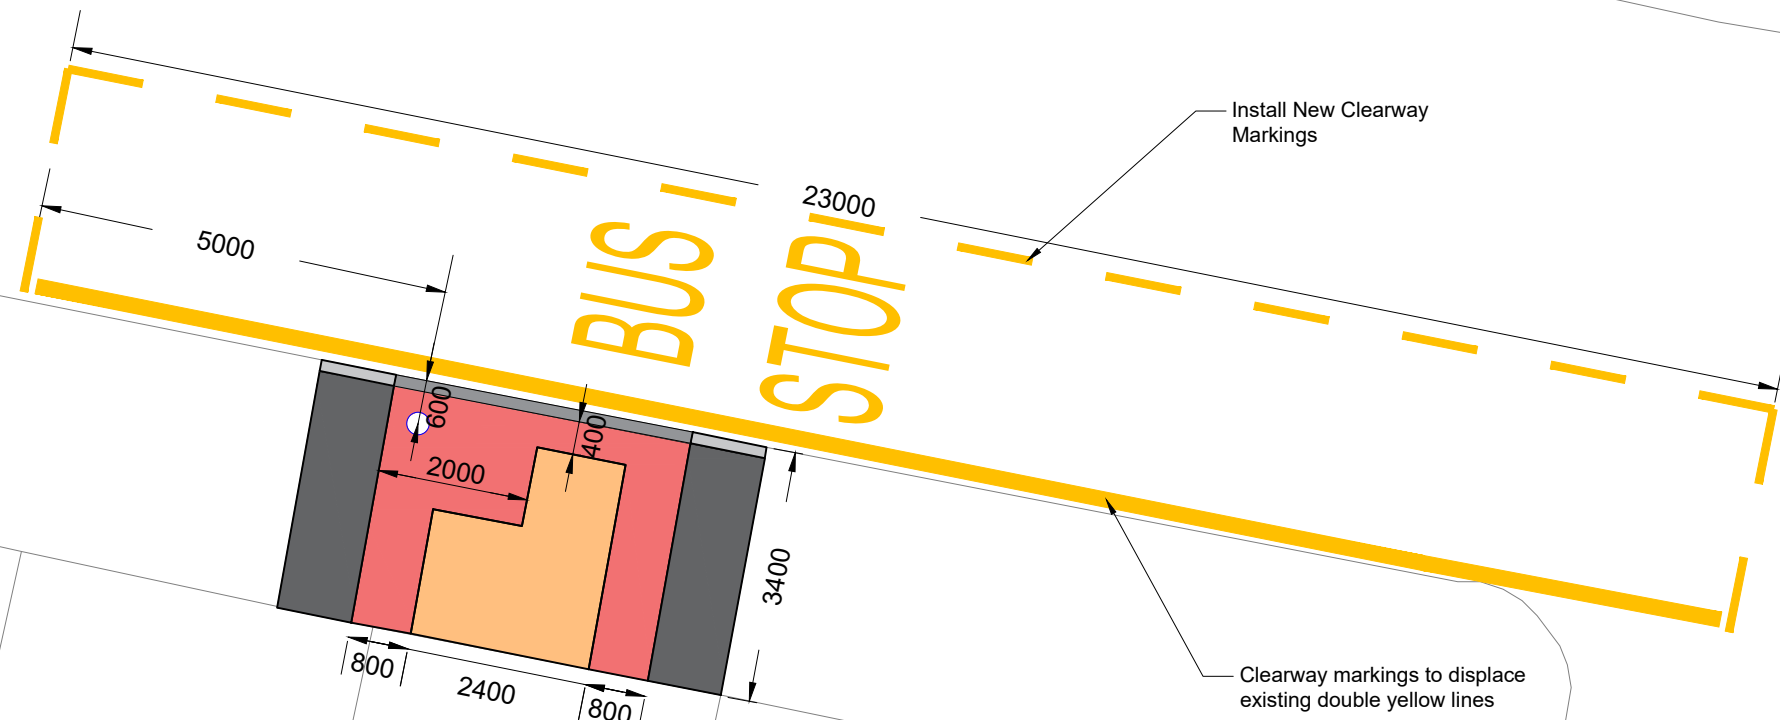 Install New Clearway
Markings
23000
5000
BUS
STOP
600
400
2000
3400
800
2400
800
Clearway markings to displace
existing double yellow lines